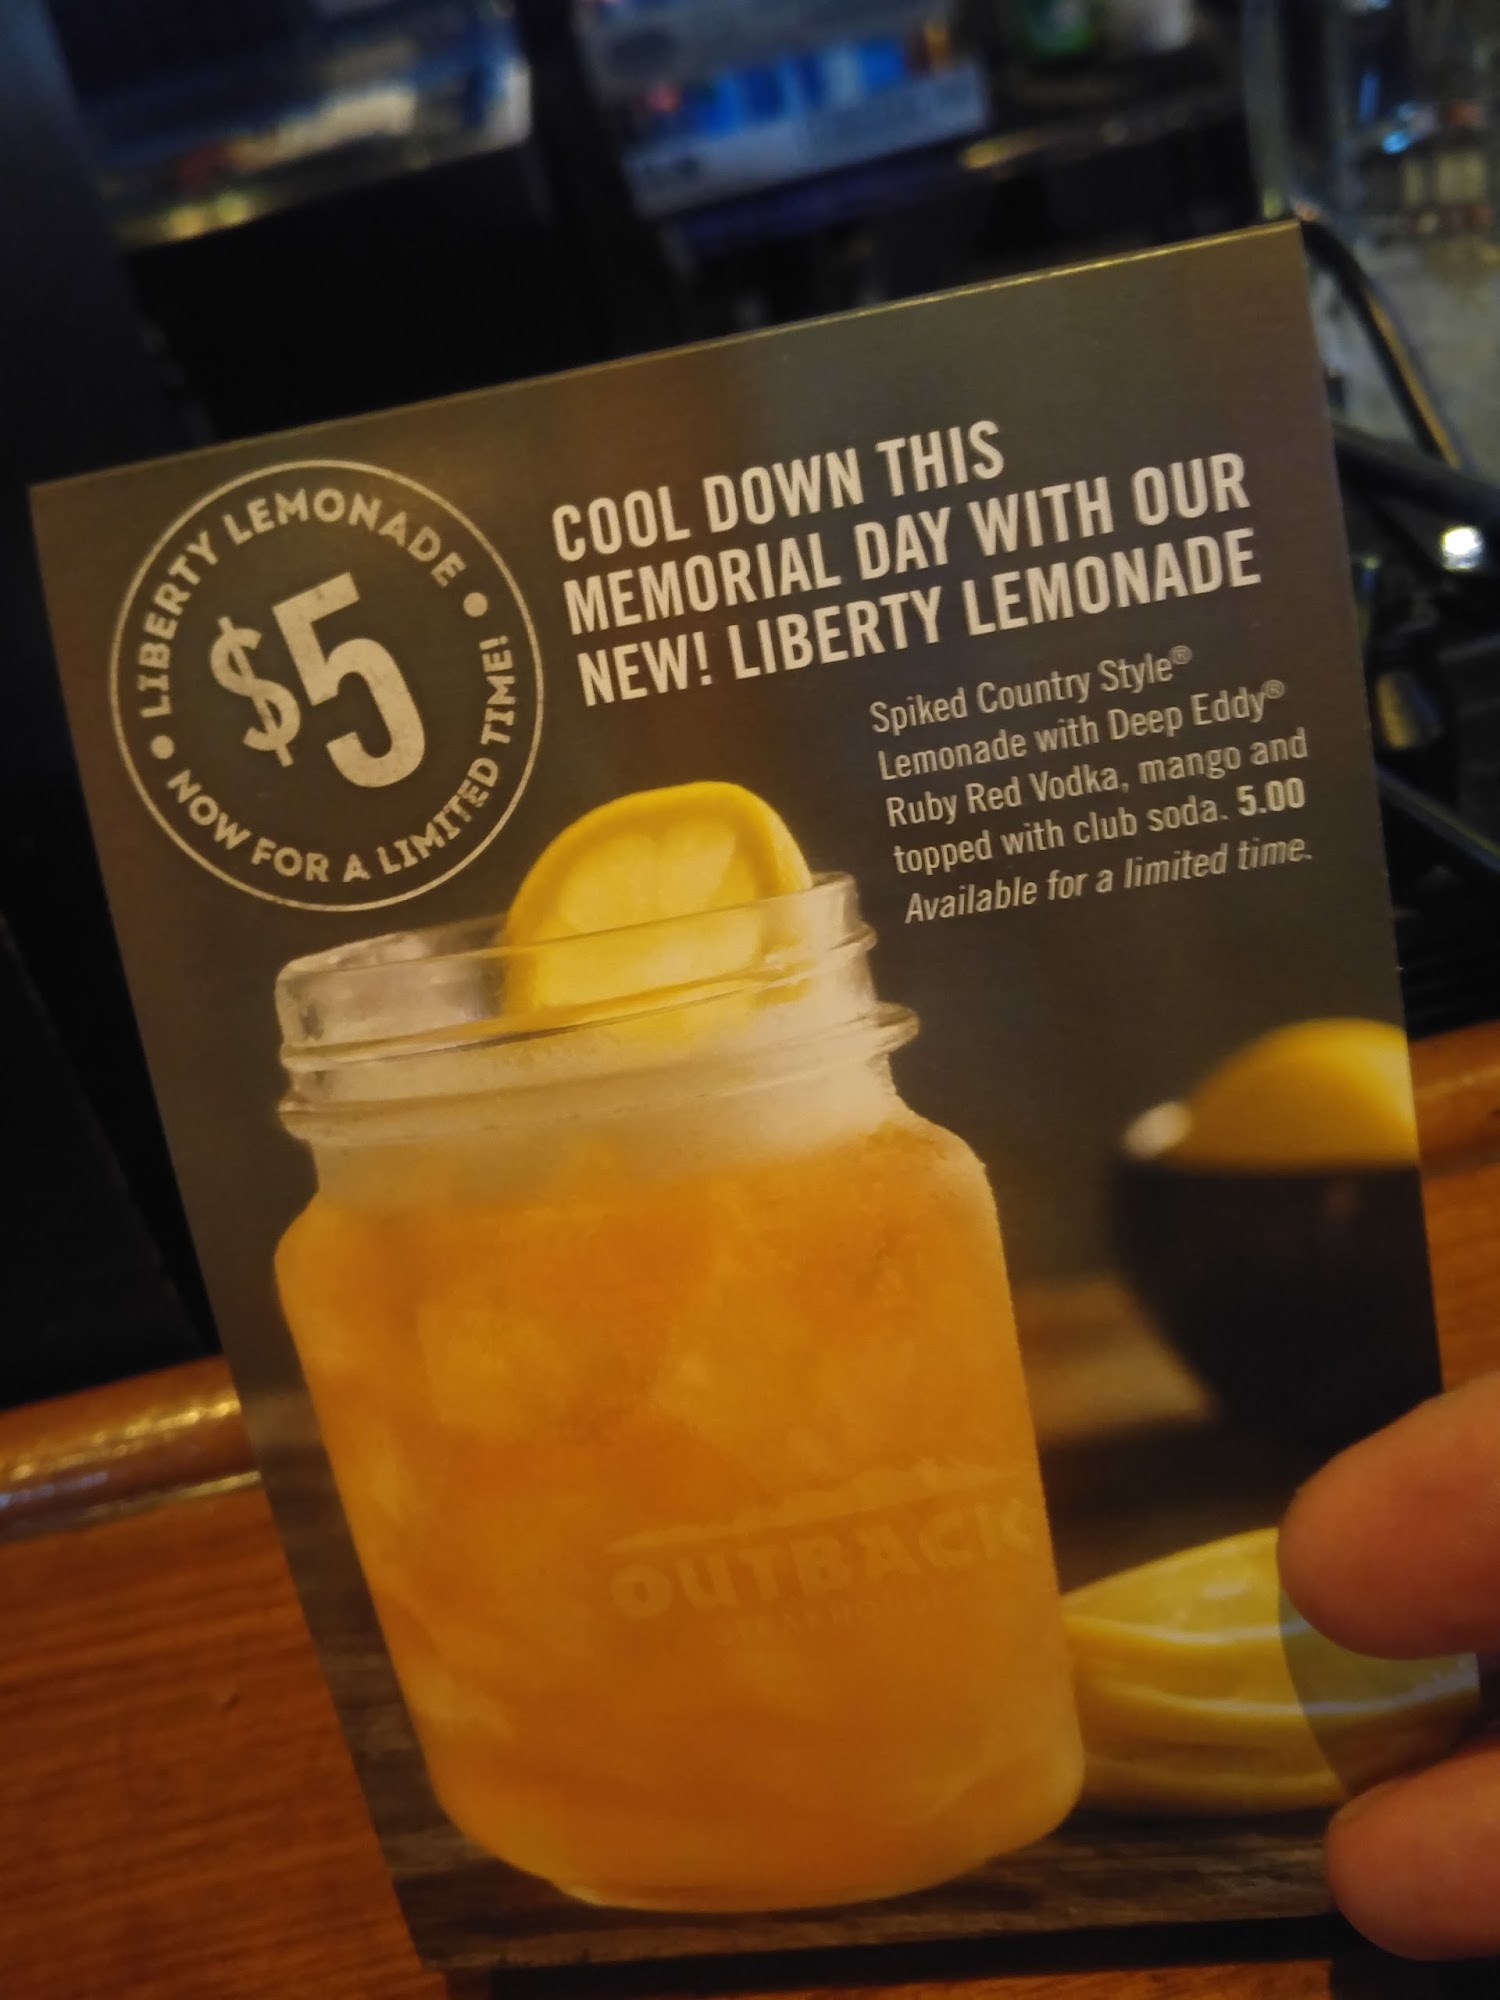 LIBERTY LEMONADE
$5
NOW FOR A LIMITED TIME!
COOL DOWN THIS
MEMORIAL DAY WITH OUR
NEW! LIBERTY LEMONADE
Spiked Country Style®
Lemonade with Deep Eddy®
Ruby Red Vodka, mango and
topped with club soda. 5.00
Available for a limited time.
OUTBACK
STEAKHOUSE